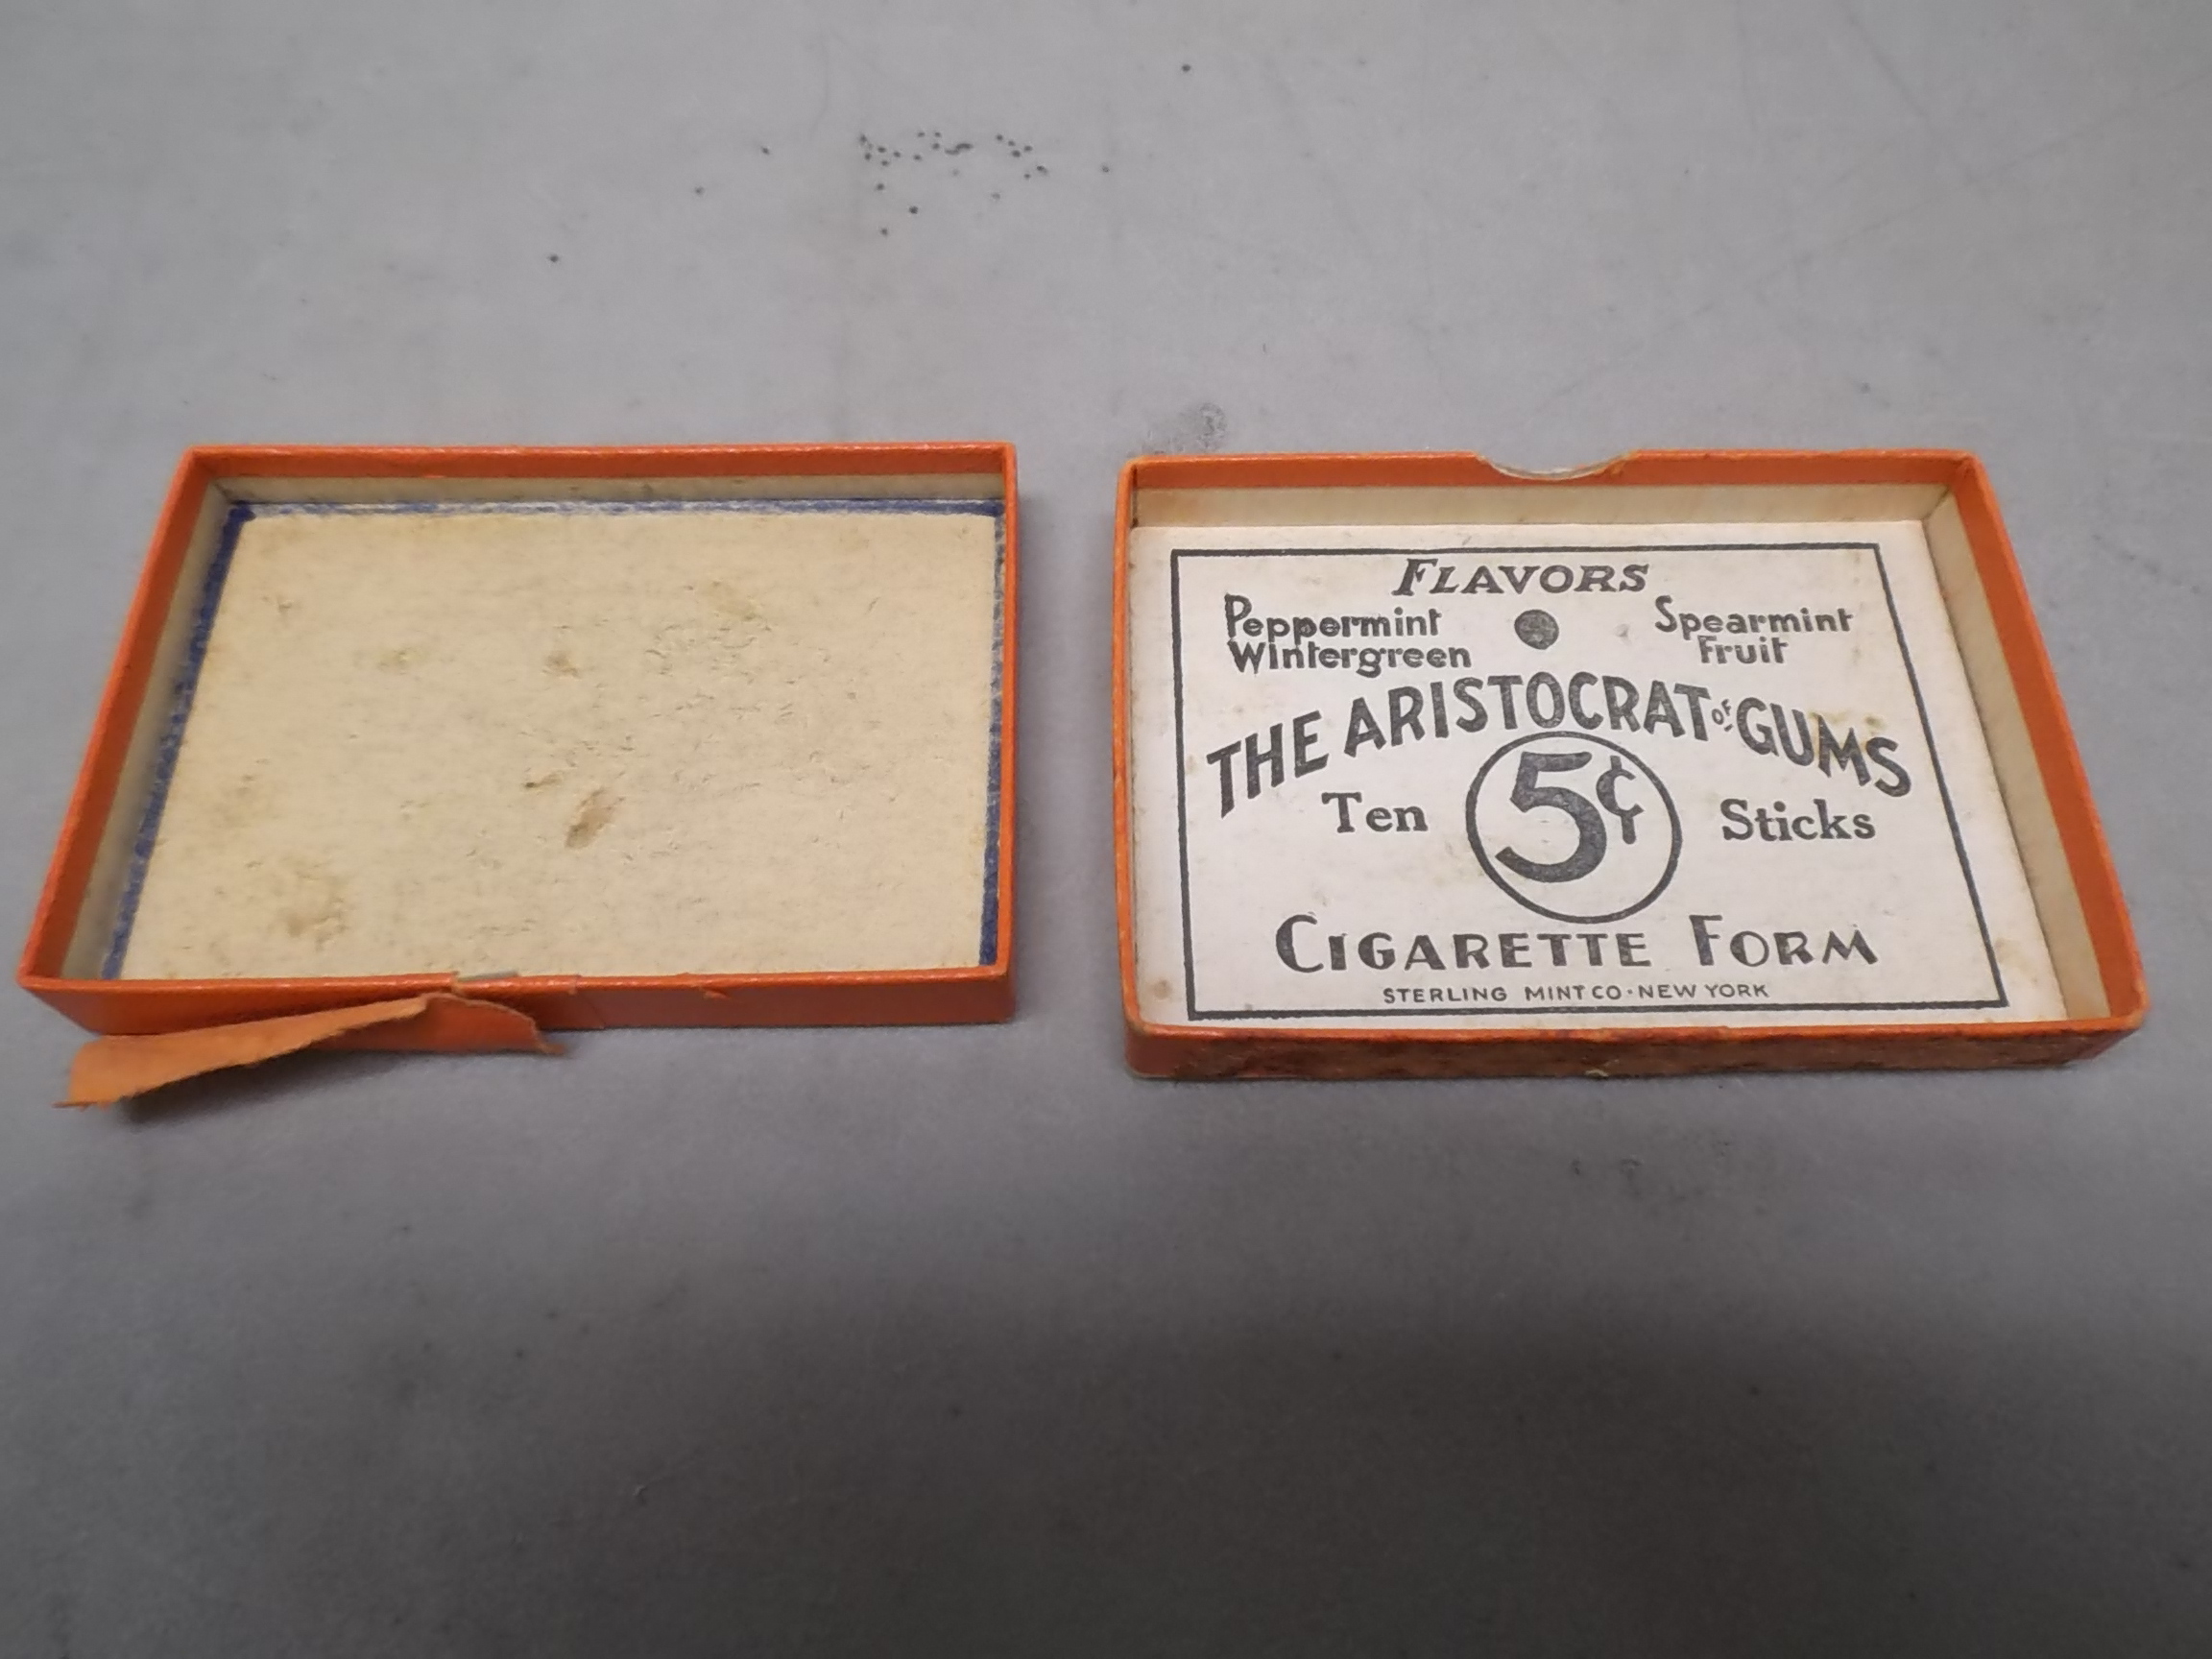 FLAVORS
Peppermint Spearmint
Wintergreen Fruit
THE ARISTOCRAT OF GUMS
Ten 5¢ Sticks
CIGARETTE FORM
STERLING MINT CO · NEW YORK